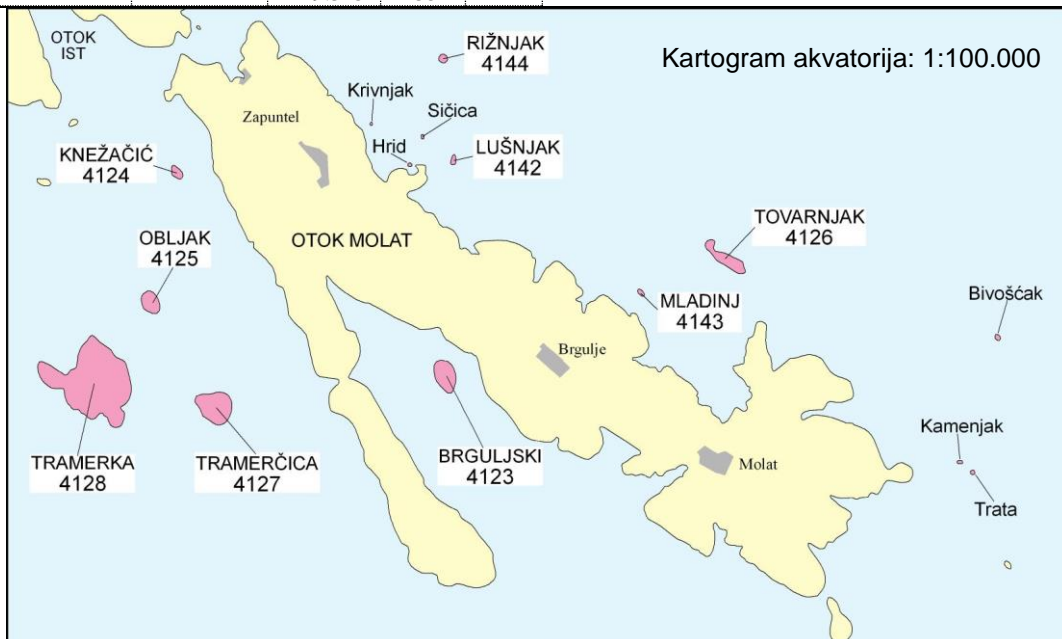 OTOK
IST
RIŽNJAK
4144
Kartogram akvatorija: 1:100.000
Krivnjak
Sičica
Zapuntel
Hrid
LUŠNJAK
4142
KNEŽAČIĆ
4124
TOVARNJAK
4126
OBLJAK
4125
OTOK MOLAT
MLADINJ
4143
Bivošćak
Brgulje
Kamenjak
TRAMERKA
4128
TRAMERČICA
4127
BRGULJSKI
4123
Molat
Trata